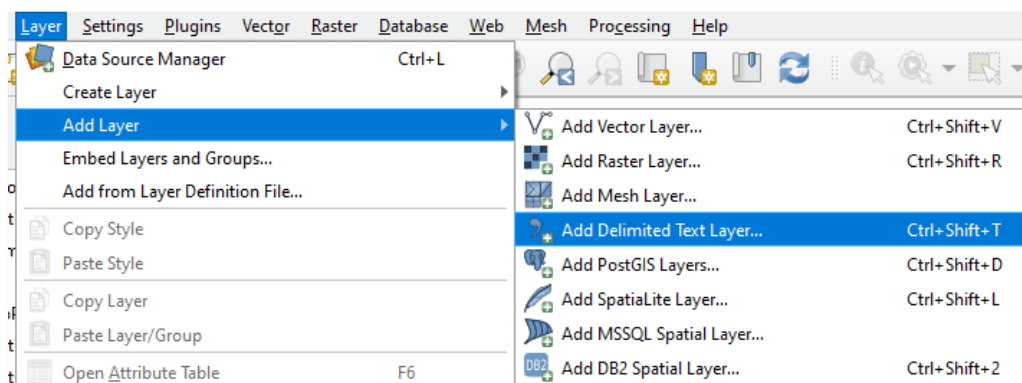 Layer Settings Plugins Vector Raster Database Web Mesh Processing Help
Data Source Manager Ctrl+L
Create Layer
Add Layer
Embed Layers and Groups...
Add from Layer Definition File...
Copy Style
Paste Style
Copy Layer
Paste Layer/Group
Open Attribute Table F6
Add Vector Layer... Ctrl+Shift+V
Add Raster Layer... Ctrl+Shift+R
Add Mesh Layer...
Add Delimited Text Layer... Ctrl+Shift+T
Add PostGIS Layers... Ctrl+Shift+D
Add SpatiaLite Layer... Ctrl+Shift+L
Add MSSQL Spatial Layer...
DB2 Add DB2 Spatial Layer... Ctrl+Shift+2